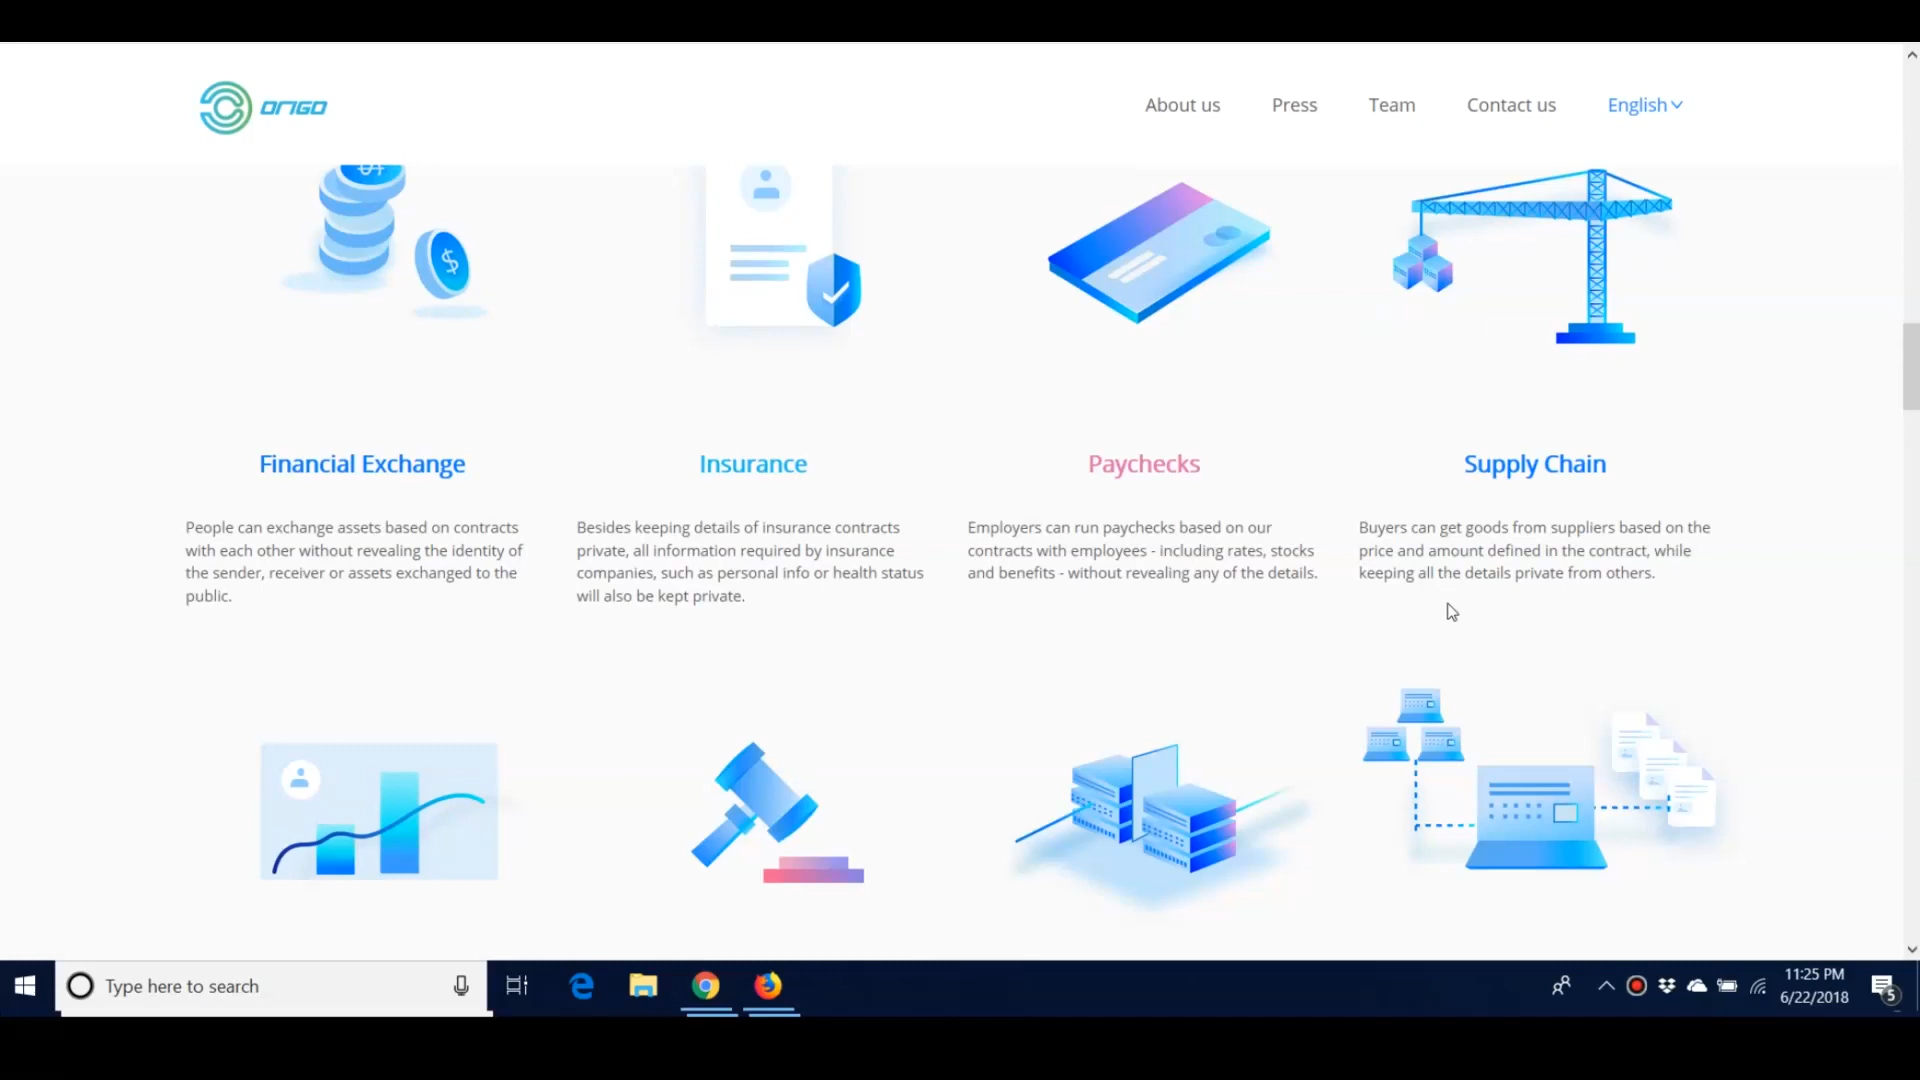 ORIGO
About us
Press
Team
Contact us
English
$
$
Financial Exchange
Insurance
Paychecks
Supply Chain
People can exchange assets based on contracts
with each other without revealing the identity of
the sender, receiver or assets exchanged to the
public.
Besides keeping details of insurance contracts
private, all information required by insurance
companies, such as personal info or health status
will also be kept private.
Employers can run paychecks based on our
contracts with employees - including rates, stocks
and benefits - without revealing any of the details.
Buyers can get goods from suppliers based on the
price and amount defined in the contract, while
keeping all the details private from others.
Type here to search
11:25 PM
6/22/2018
5